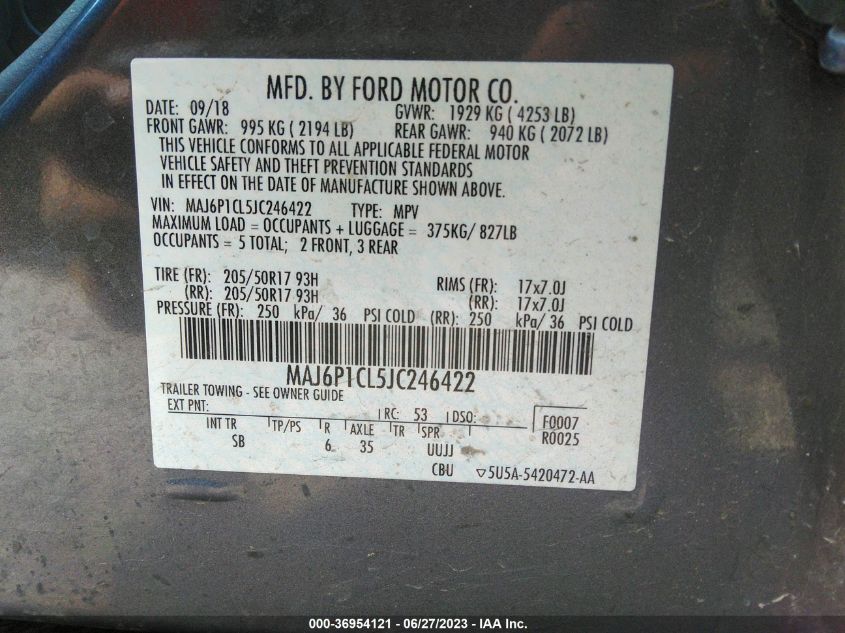 MFD. BY FORD MOTOR CO.
DATE: 09/18 GVWR: 1929 KG ( 4253 LB)
FRONT GAWR: 995 KG ( 2194 LB) REAR GAWR: 940 KG ( 2072 LB)
THIS VEHICLE CONFORMS TO ALL APPLICABLE FEDERAL MOTOR
VEHICLE SAFETY AND THEFT PREVENTION STANDARDS
IN EFFECT ON THE DATE OF MANUFACTURE SHOWN ABOVE.
VIN: MAJ6P1CL5JC246422 TYPE: MPV
MAXIMUM LOAD = OCCUPANTS + LUGGAGE = 375KG/ 827LB
OCCUPANTS = 5 TOTAL; 2 FRONT, 3 REAR
TIRE (FR): 205/50R17 93H RIMS (FR): 17x7.0J
(RR): 205/50R17 93H (RR): 17x7.0J
PRESSURE (FR): 250 kPa/ 36 PSI COLD (RR): 250 kPa/ 36 PSI COLD
MAJ6P1CL5JC246422
TRAILER TOWING - SEE OWNER GUIDE
EXT PNT: RC: 53 DSO: F0007
R0025
INT TR TP/PS R AXLE TR SPR
SB 6 35 UUJJ
CBU 5U5A-5420472-AA
000-36954121 - 06/27/2023 - IAA Inc.